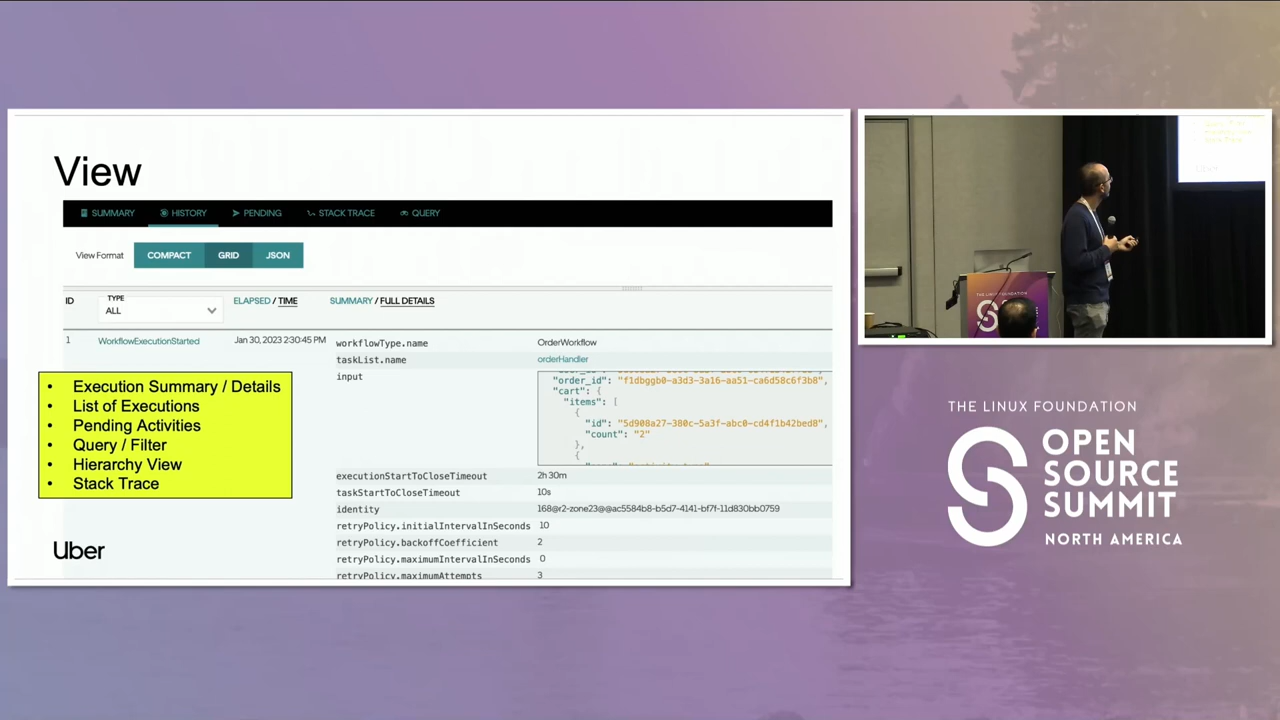 View
SUMMARY HISTORY PENDING STACK TRACE QUERY
View Format COMPACT GRID JSON
ID TYPE ALL ELAPSED / TIME SUMMARY / FULL DETAILS
1 WorkflowExecutionStarted Jan 30, 2023 2:30:45 PM workflowType.name OrderWorkflow
taskList.name orderHandler
input
"order_id": "f1dbggb0-a3d3-3a16-aa51-ca6d58c6f3b8",
"cart": {
"items": [
{
"id": "5d908a27-380c-5a3f-abc0-cd4f1b42bed8",
"count": "2"
},
{
executionStartToCloseTimeout 2h 30m
taskStartToCloseTimeout 10s
identity 168@r2-zone23@@ac5584b8-b5d7-4141-bf7f-11d830bb0759
retryPolicy.initialIntervalInSeconds 10
retryPolicy.backoffCoefficient 2
retryPolicy.maximumIntervalInSeconds 0
retryPolicy.maximumAttempts 3
• Execution Summary / Details
• List of Executions
• Pending Activities
• Query / Filter
• Hierarchy View
• Stack Trace
Uber
THE LINUX FOUNDATION
THE LINUX FOUNDATION
OPEN
SOURCE
SUMMIT
NORTH AMERICA